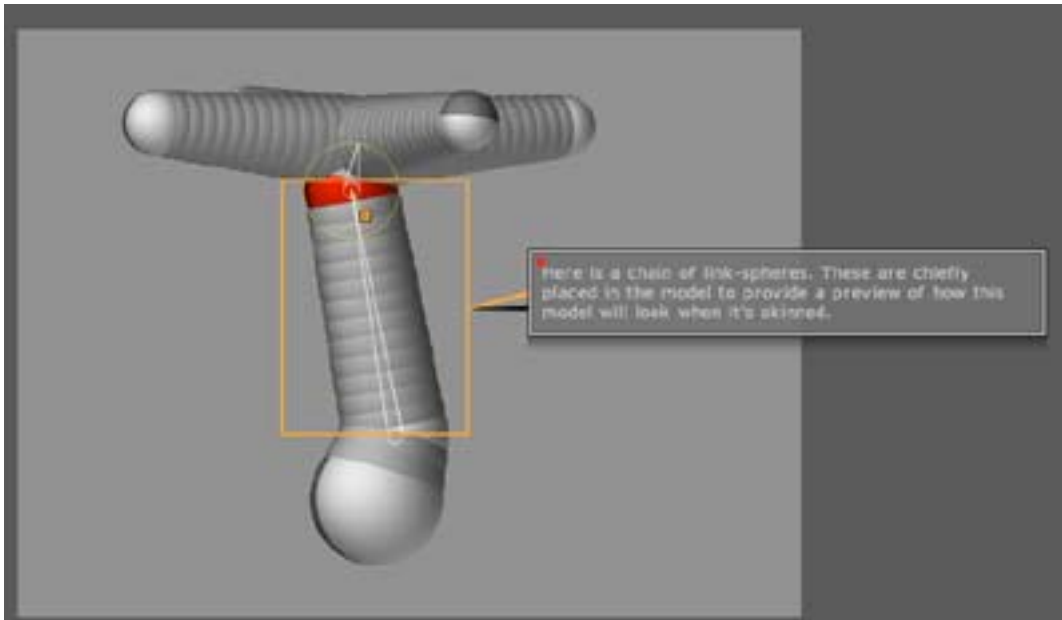 Here is a chain of link-spheres. These are chiefly
placed in the model to provide a preview of how this
model will look when it's skinned.